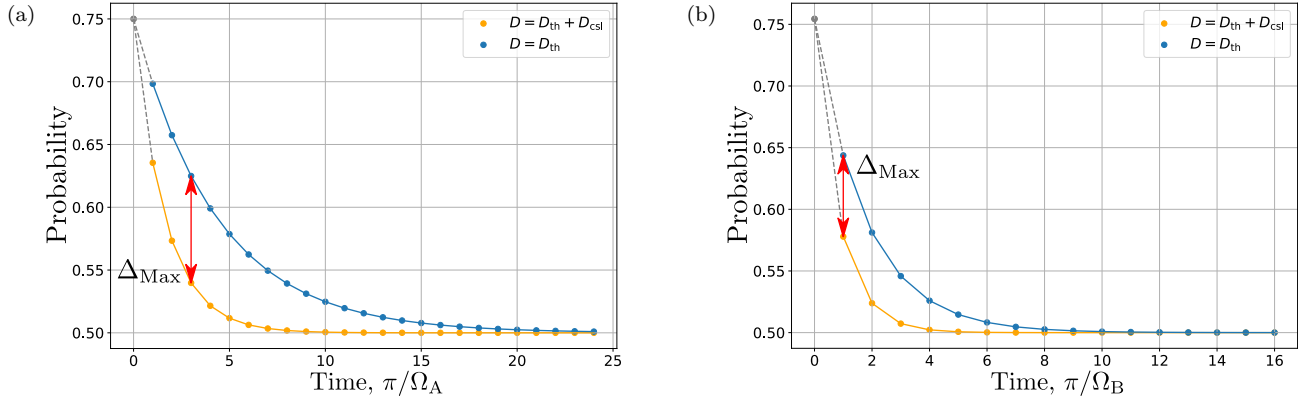 (a)
Probability
0.75
0.70
0.65
0.60
0.55
0.50
D = D_th + D_csl
D = D_th
Δ_Max
0 5 10 15 20 25
Time, π/Ω_A
(b)
Probability
0.75
0.70
0.65
0.60
0.55
0.50
D = D_th + D_csl
D = D_th
Δ_Max
0 2 4 6 8 10 12 14 16
Time, π/Ω_B